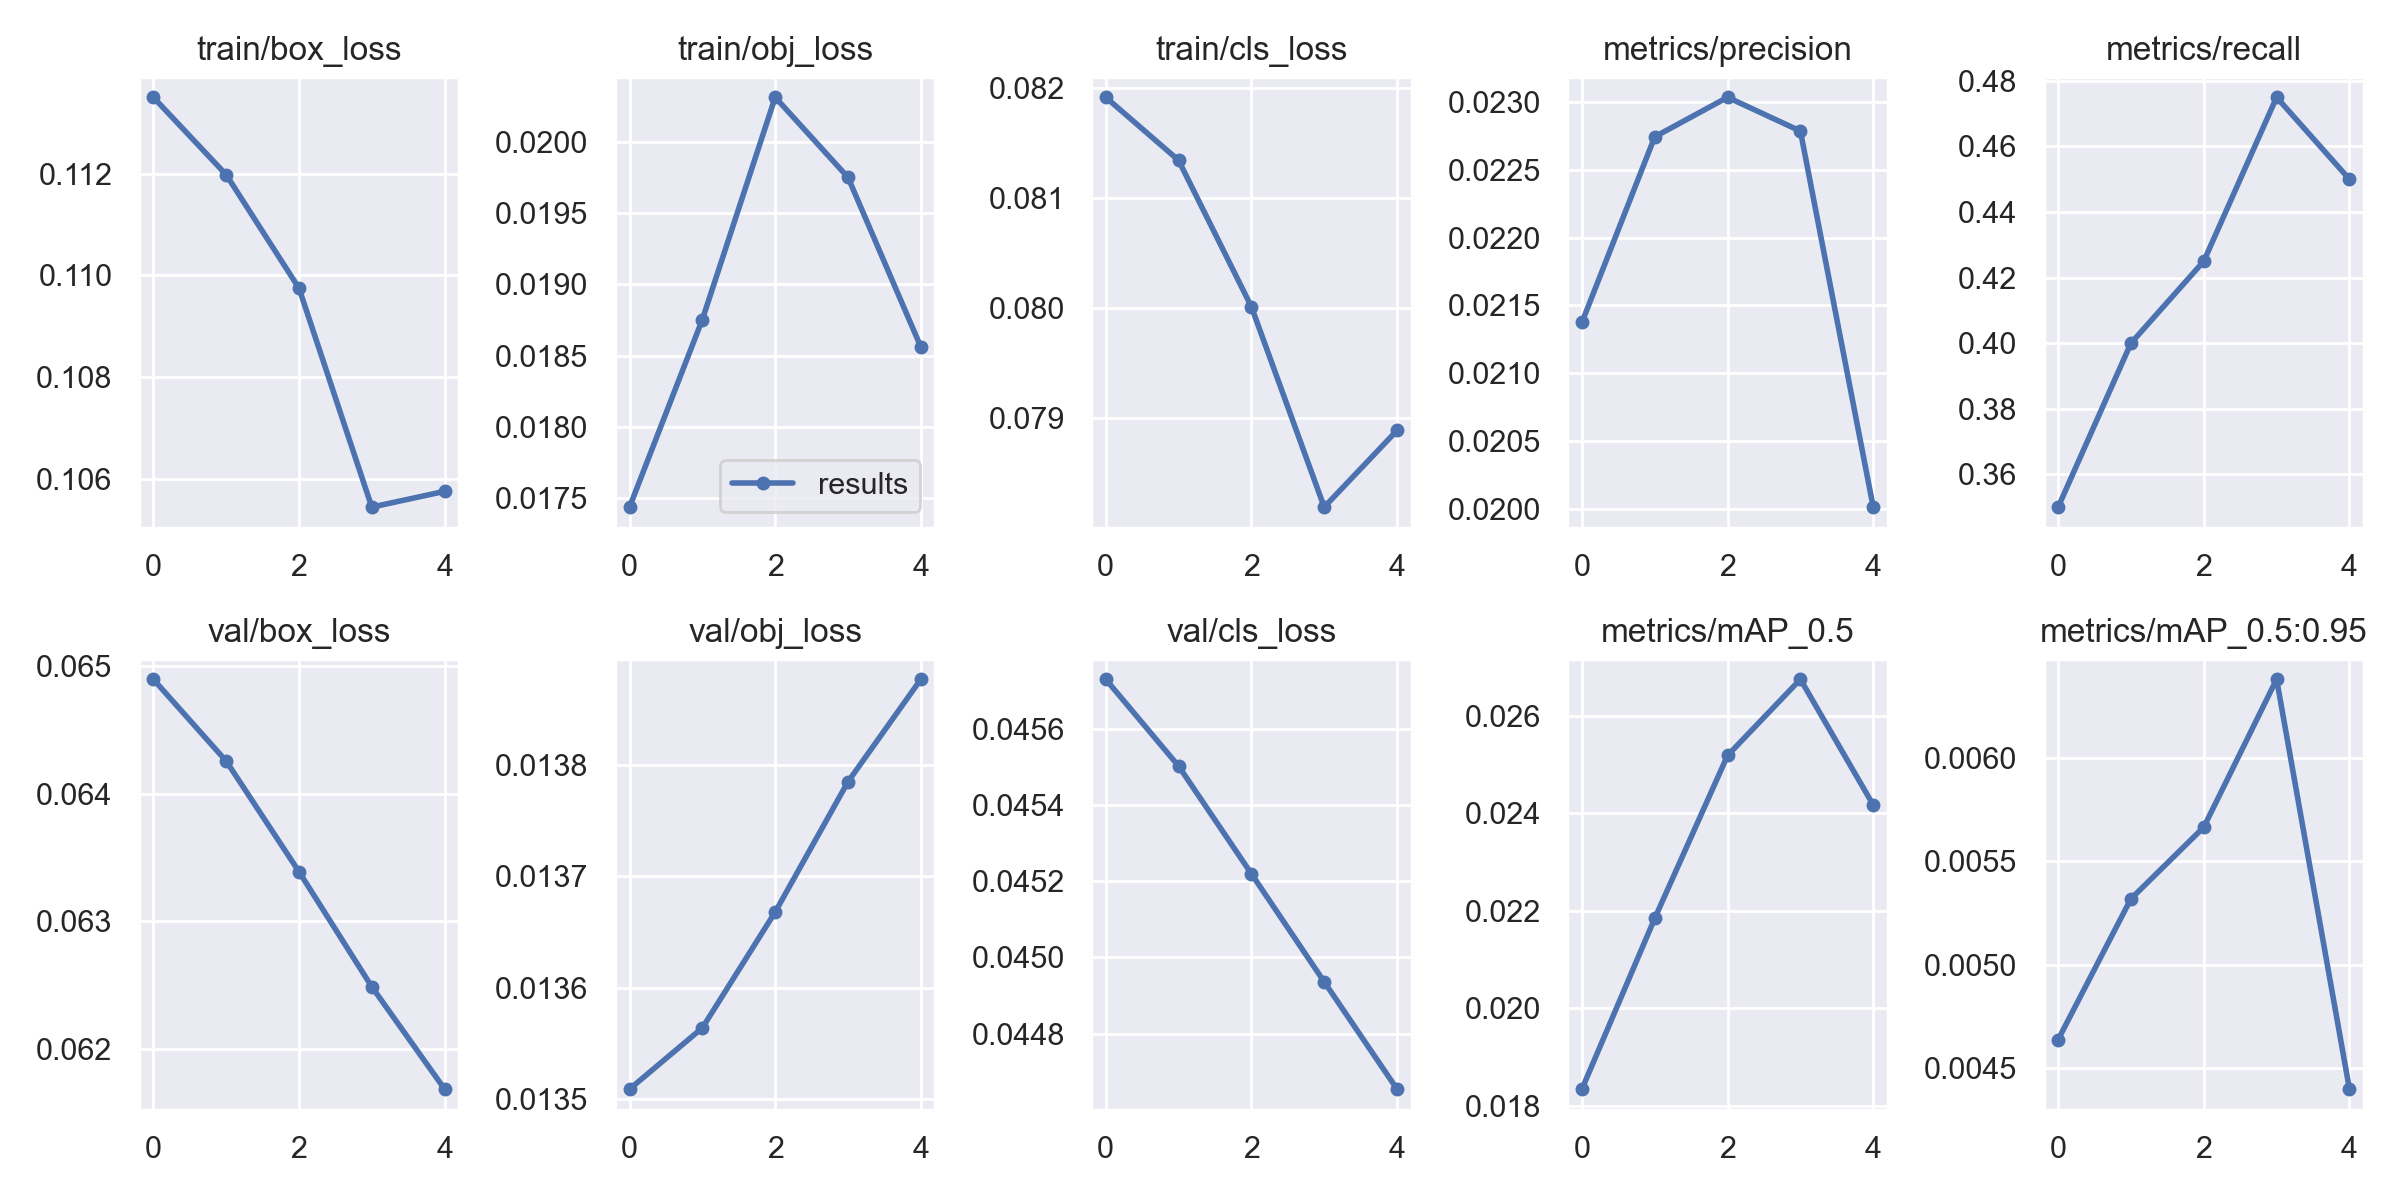 train/box_loss
0.112
0.110
0.108
0.106
0 2 4
train/obj_loss
0.0200
0.0195
0.0190
0.0185
0.0180
0.0175
results
0 2 4
train/cls_loss
0.082
0.081
0.080
0.079
0 2 4
metrics/precision
0.0230
0.0225
0.0220
0.0215
0.0210
0.0205
0.0200
0 2 4
metrics/recall
0.48
0.46
0.44
0.42
0.40
0.38
0.36
0 2 4
val/box_loss
0.065
0.064
0.063
0.062
0 2 4
val/obj_loss
0.0138
0.0137
0.0136
0.0135
0 2 4
val/cls_loss
0.0456
0.0454
0.0452
0.0450
0.0448
0 2 4
metrics/mAP_0.5
0.026
0.024
0.022
0.020
0.018
0 2 4
metrics/mAP_0.5:0.95
0.0060
0.0055
0.0050
0.0045
0 2 4